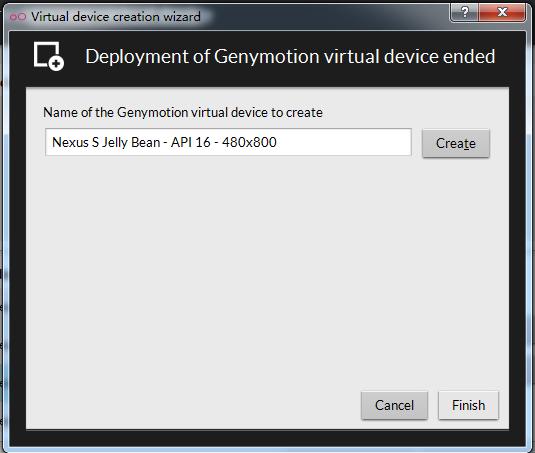 Virtual device creation wizard
Deployment of Genymotion virtual device ended
Name of the Genymotion virtual device to create
Nexus S Jelly Bean - API 16 - 480x800
Create
Cancel
Finish